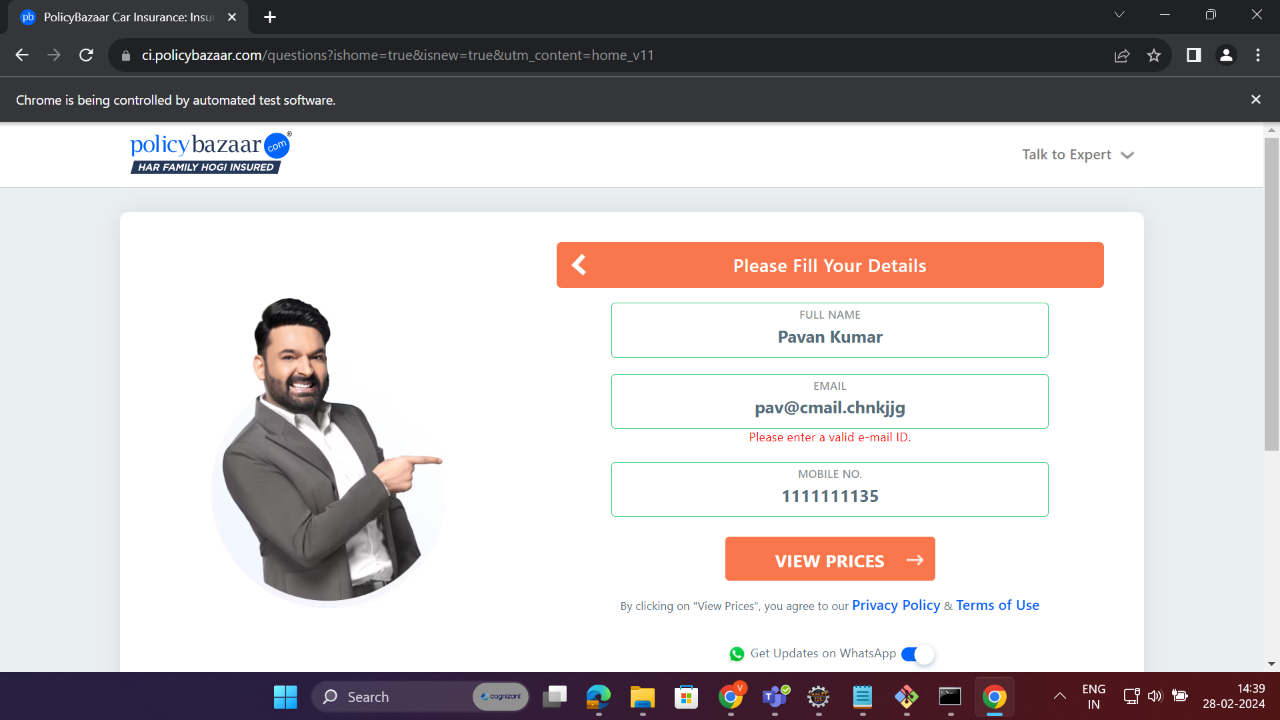 PolicyBazaar Car Insurance: Insur
ci.policybazaar.com/questions?ishome=true&isnew=true&utm_content=home_v11
Chrome is being controlled by automated test software.
policybazaar.com®
HAR FAMILY HOGI INSURED
Talk to Expert
Please Fill Your Details
FULL NAME
Pavan Kumar
EMAIL
pav@cmail.chnkjjg
Please enter a valid e-mail ID.
MOBILE NO.
1111111135
VIEW PRICES
By clicking on "View Prices", you agree to our Privacy Policy & Terms of Use
Get Updates on WhatsApp
Search
cognizant
ENG
IN
14:39
28-02-2024